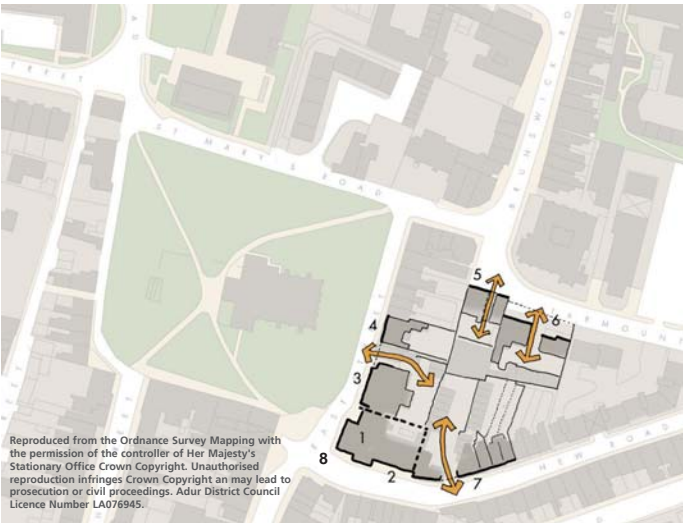 STREET
ST MARY'S ROAD
BRUNSWICK RO
5
6
4
3
1
8
2
7
EAST
NEW ROAD
Reproduced from the Ordnance Survey Mapping with
the permission of the controller of Her Majesty's
Stationary Office Crown Copyright. Unauthorised
reproduction infringes Crown Copyright an may lead to
prosecution or civil proceedings. Adur District Council
Licence Number LA076945.